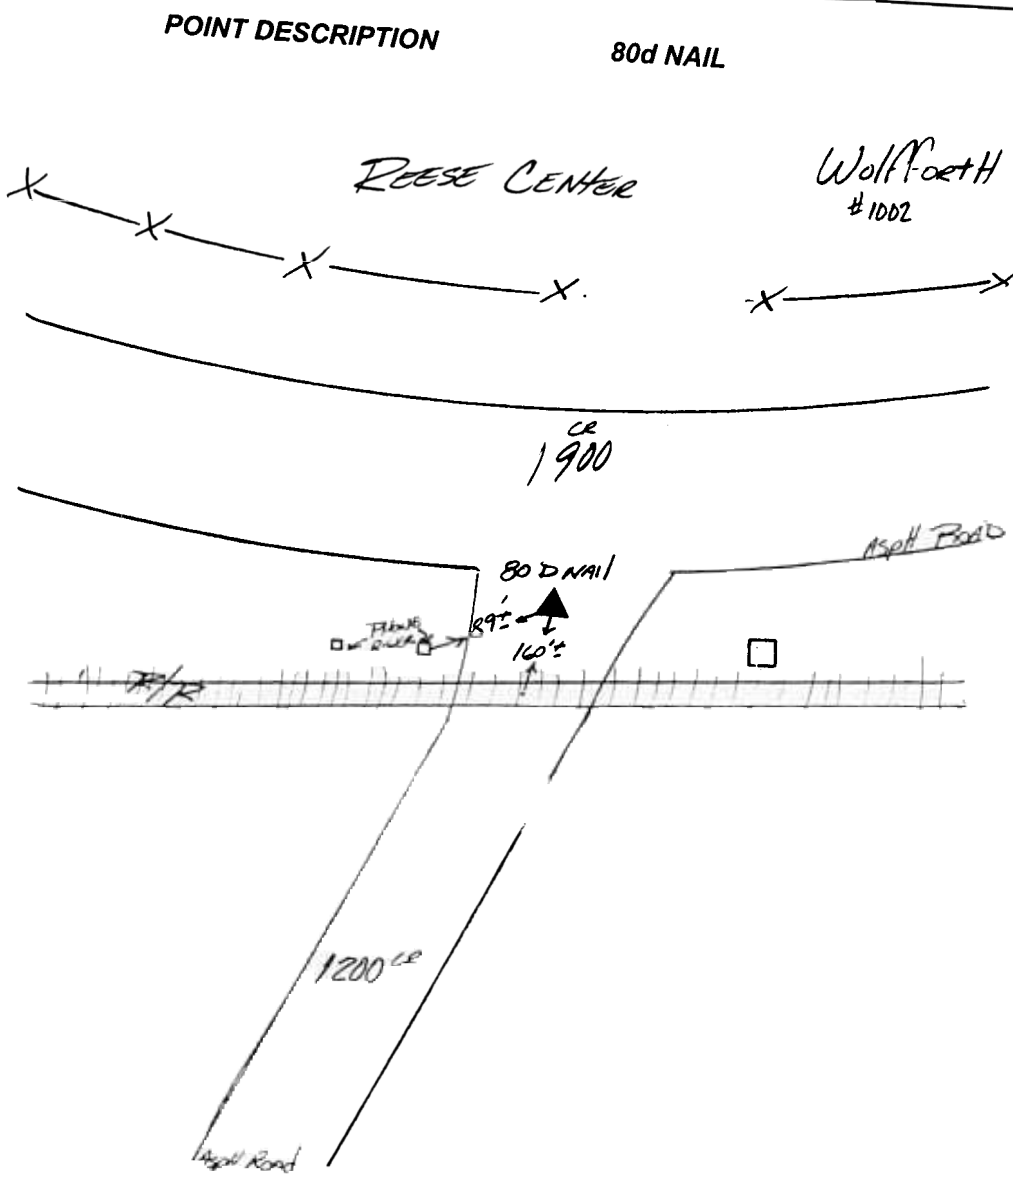 POINT DESCRIPTION 80d NAIL
REESE CENTER
WolfForth
#1002
CR
1900
ASPH ROAD
80 D NAIl
89'±
PHONE
160'±
R/R
1200 CR
Asph Road